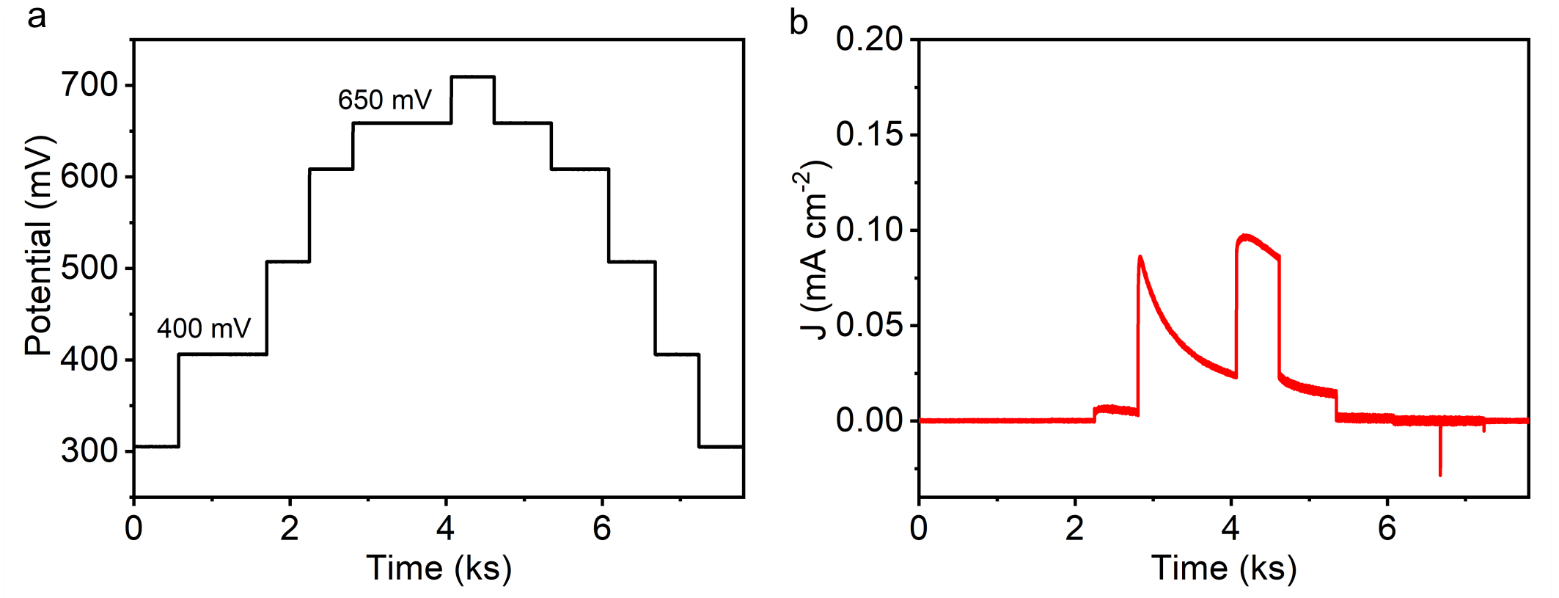 a
Potential (mV)
700
600
500
400
300
650 mV
400 mV
0 2 4 6
Time (ks)
b
J (mA cm⁻²)
0.20
0.15
0.10
0.05
0.00
0 2 4 6
Time (ks)